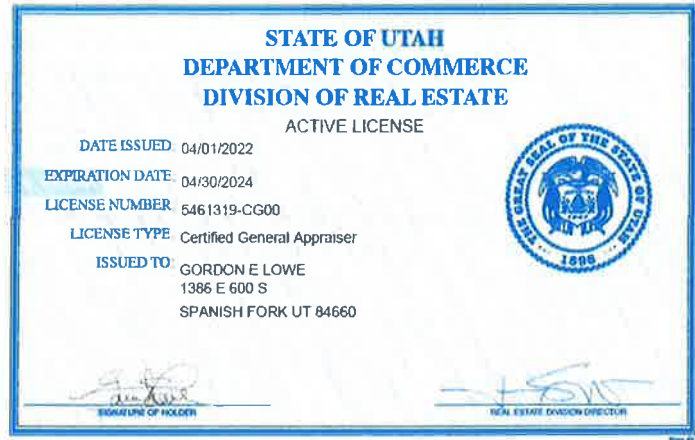 STATE OF UTAH
DEPARTMENT OF COMMERCE
DIVISION OF REAL ESTATE
ACTIVE LICENSE
DATE ISSUED: 04/01/2022
EXPIRATION DATE: 04/30/2024
LICENSE NUMBER: 5461319-CG00
LICENSE TYPE: Certified General Appraiser
ISSUED TO: GORDON E LOWE
1386 E 600 S
SPANISH FORK UT 84660
THE GREAT SEAL OF THE STATE OF UTAH
1896
SIGNATURE OF HOLDER
REAL ESTATE DIVISION DIRECTOR